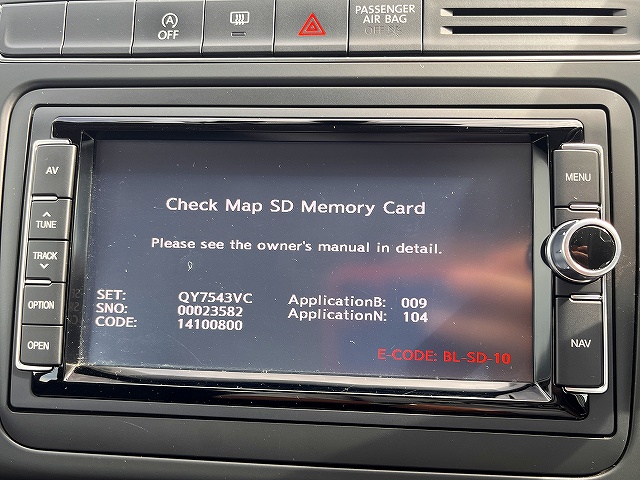 OFF
PASSENGER
AIR BAG
OFF
AV
TUNE
TRACK
OPTION
OPEN
MENU
NAV
Check Map SD Memory Card
Please see the owner's manual in detail.
SET: QY7543VC ApplicationB: 009
SNO: 00023582 ApplicationN: 104
CODE: 14100800
E-CODE: BL-SD-10